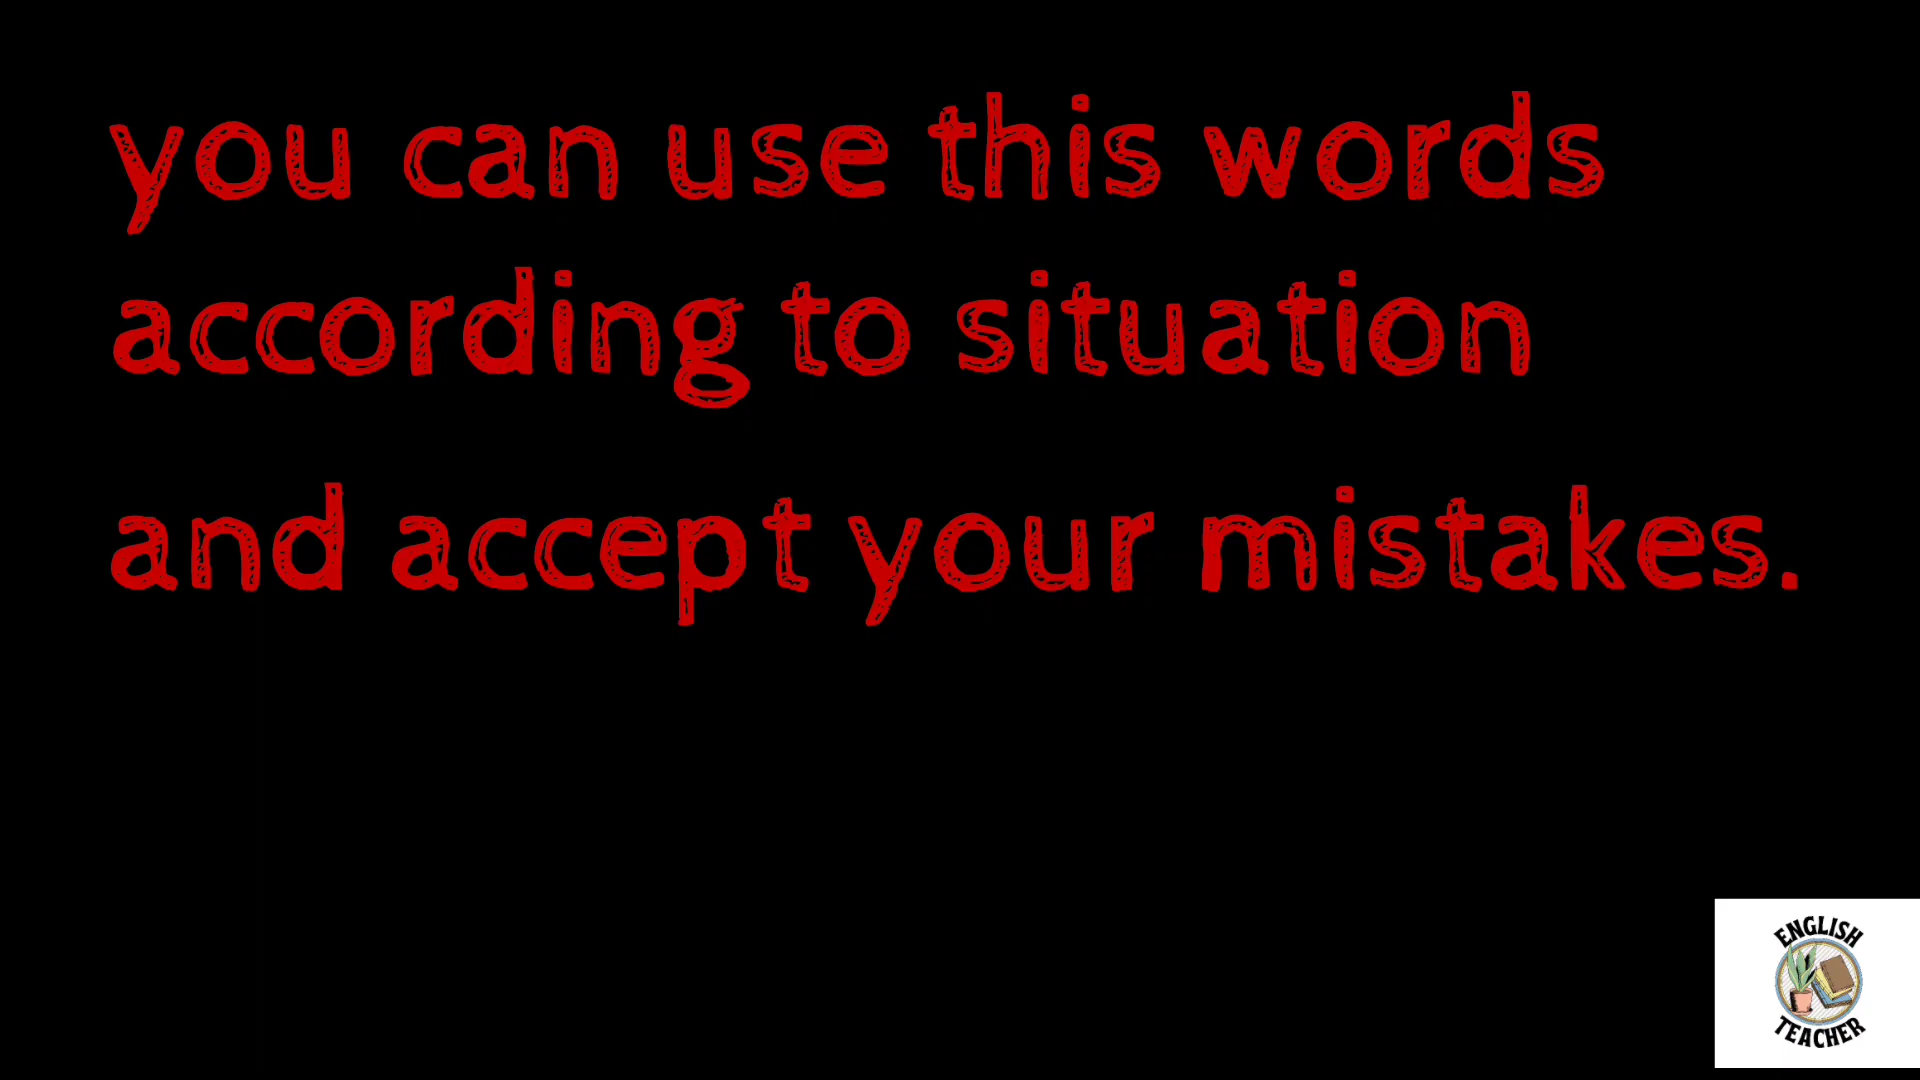 you can use this words
according to situation
and accept your mistakes.
ENGLISH
TEACHER